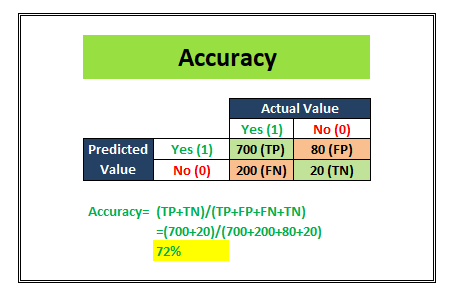 Accuracy
Actual Value
Yes (1) No (0)
Predicted Yes (1) 700 (TP) 80 (FP)
Value No (0) 200 (FN) 20 (TN)
Accuracy= (TP+TN)/(TP+FP+FN+TN)
=(700+20)/(700+200+80+20)
72%